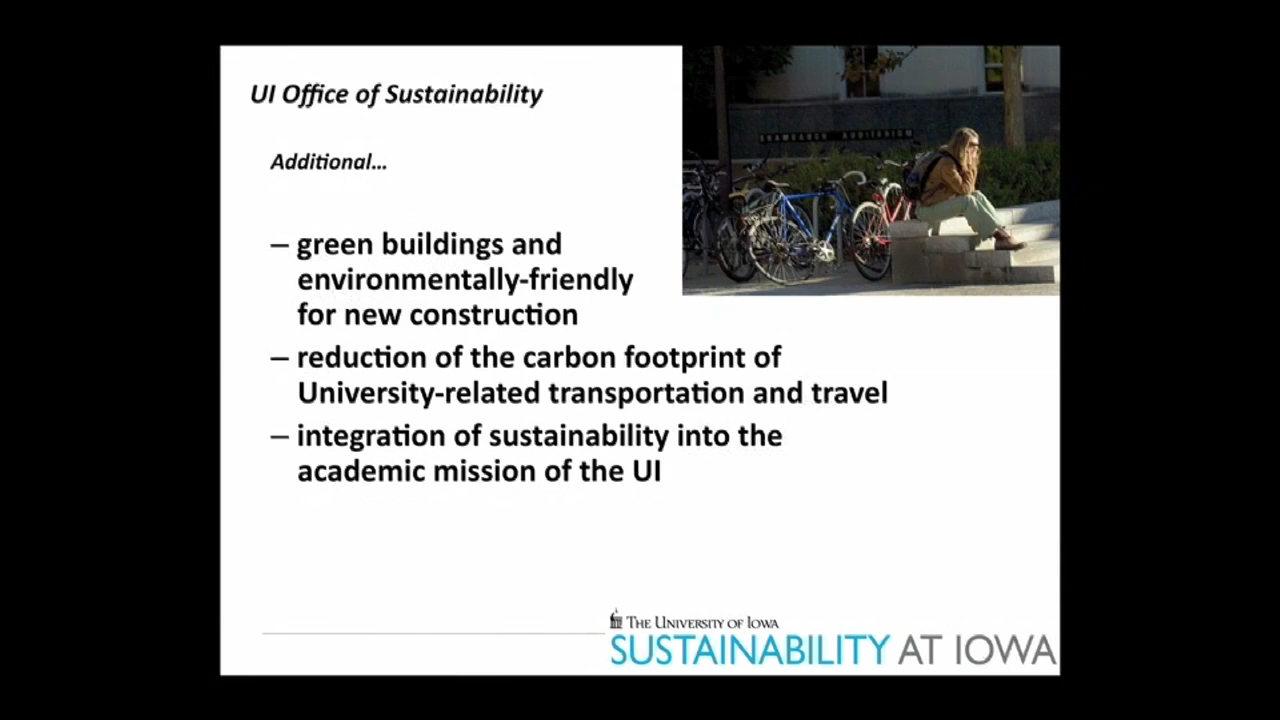 UI Office of Sustainability
Additional...
– green buildings and
environmentally-friendly
for new construction
– reduction of the carbon footprint of
University-related transportation and travel
– integration of sustainability into the
academic mission of the UI
THE UNIVERSITY OF IOWA
SUSTAINABILITY AT IOWA